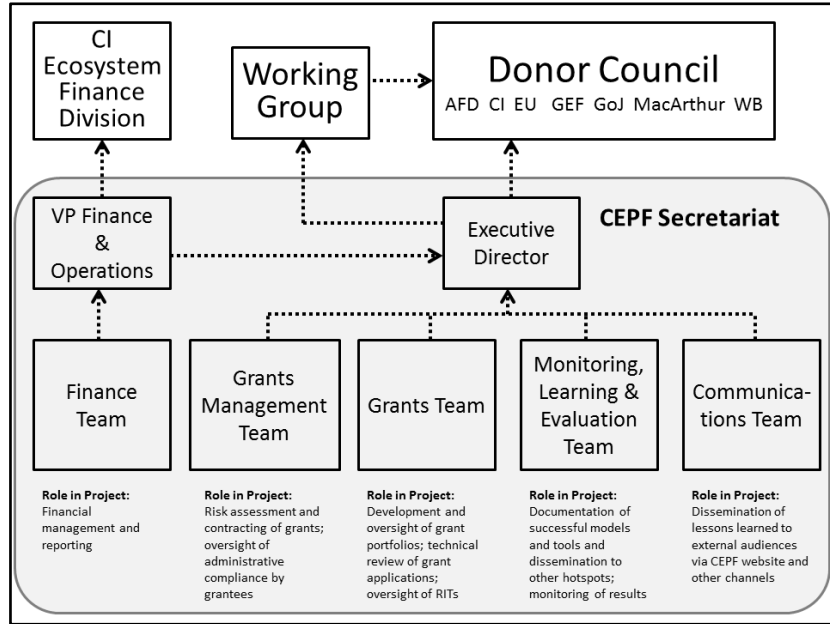 CI
Ecosystem
Finance
Division
Working
Group
Donor Council
AFD CI EU GEF GoJ MacArthur WB
VP Finance
&
Operations
Executive
Director
CEPF Secretariat
Finance
Team
Grants
Management
Team
Grants Team
Monitoring,
Learning &
Evaluation
Team
Communica-
tions Team
Role in Project:
Financial
management and
reporting
Role in Project:
Risk assessment and
contracting of grants;
oversight of
administrative
compliance by
grantees
Role in Project:
Development and
oversight of grant
portfolios; technical
review of grant
applications;
oversight of RITs
Role in Project:
Documentation of
successful models
and tools and
dissemination to
other hotspots;
monitoring of results
Role in Project:
Dissemination of
lessons learned to
external audiences
via CEPF website and
other channels